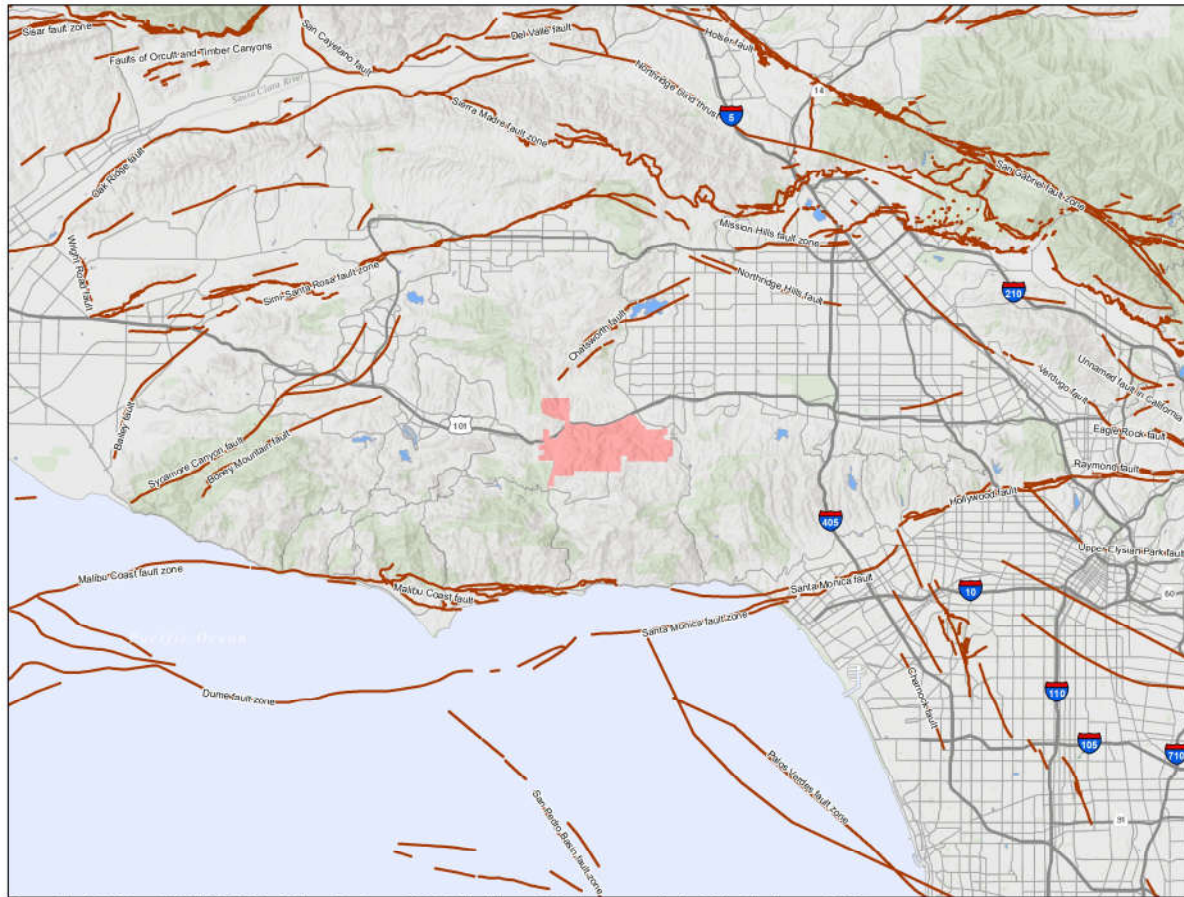 Sisar fault zone
San Cayetano fault
Del Valle fault
Holser fault
Faults of Orcutt and Timber Canyons
Santa Clara River
Northridge blind thrust
14
5
Sierra Madre fault zone
Oak Ridge fault
San Gabriel fault zone
Wright Road fault
Mission Hills fault zone
Simi-Santa Rosa fault zone
Northridge Hills fault
210
Chatsworth fault
Unnamed fault in California
Verdugo fault
Bailey fault
101
Eagle Rock fault
Sycamore Canyon fault
Boney Mountain fault
Raymond fault
Hollywood fault
405
Upper Elysian Park fault
Malibu Coast fault zone
Malibu Coast fault
Santa Monica fault
10
60
Pacific Ocean
Santa Monica fault zone
Dume fault zone
Charnock fault
110
105
710
Palos Verdes fault zone
San Pedro Basin fault zone
91